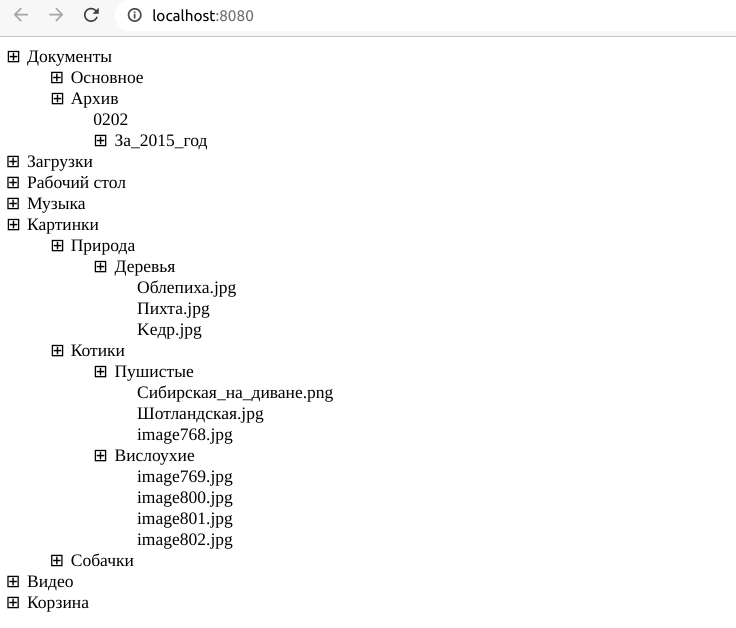 localhost:8080
Документы
Основное
Архив
0202
За_2015_год
Загрузки
Рабочий стол
Музыка
Картинки
Природа
Деревья
Облепиха.jpg
Пихта.jpg
Кедр.jpg
Котики
Пушистые
Сибирская_на_диване.png
Шотландская.jpg
image768.jpg
Вислоухие
image769.jpg
image800.jpg
image801.jpg
image802.jpg
Собачки
Видео
Корзина